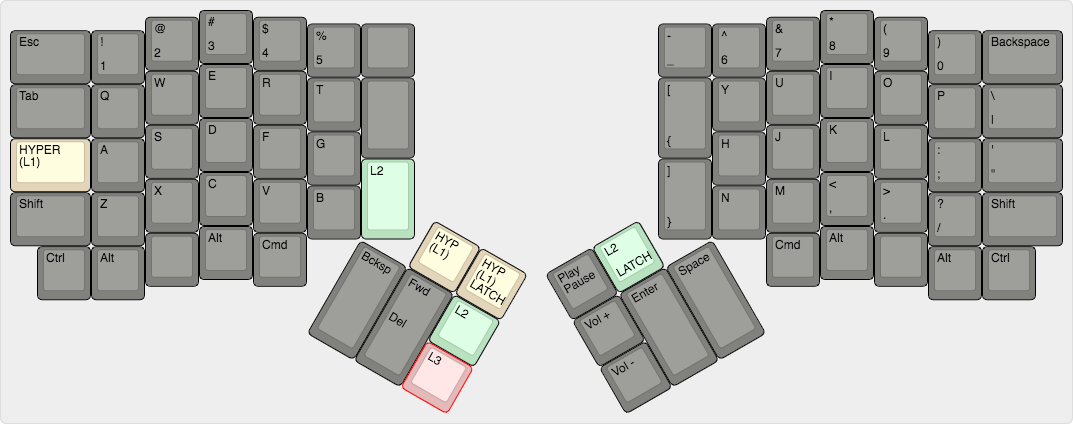 Esc
!
1
@
2
#
3
$
4
%
5
-
_
^
6
&
7
*
8
(
9
)
0
Backspace
Tab
Q
W
E
R
T
[
{
Y
U
I
O
P
\
|
HYPER
(L1)
A
S
D
F
G
L2
]
}
H
J
K
L
:
;
'
"
Shift
Z
X
C
V
B
N
M
<
,
>
.
?
/
Shift
Ctrl
Alt
Alt
Cmd
Cmd
Alt
Alt
Ctrl
HYP
(L1)
HYP
(L1)
LATCH
Bcksp
Fwd
Del
L2
L3
Play
Pause
L2
LATCH
Space
Vol +
Enter
Vol -